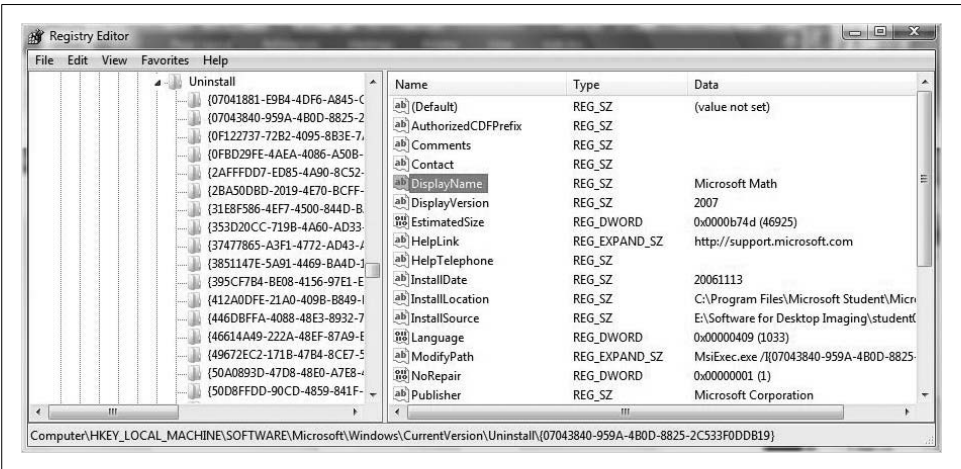 Registry Editor
File Edit View Favorites Help
Uninstall
{07041881-E9B4-4DF6-A845-C
{07043840-959A-4B0D-8825-2
{0F122737-72B2-4095-8B3E-7
{0FBD29FE-4AEA-4086-A50B-
{2AFFFDD7-ED85-4A90-8C52-
{2BA50DBD-2019-4E70-BCFF-
{31E8F586-4EF7-4500-844D-B
{353D20CC-719B-4A60-AD33-
{37477865-A3F1-4772-AD43-A
{3851147E-5A91-4469-BA4D-1
{395CF7B4-BE08-4156-97E1-E
{412A0DFE-21A0-409B-B849-
{446DBFFA-4088-48E3-8932-7
{46614A49-222A-48EF-87A9-E
{49672EC2-171B-47B4-8CE7-5
{50A0893D-47D8-48E0-A7E8-4
{50D8FFDD-90CD-4859-841F-
Name Type Data
(Default) REG_SZ (value not set)
AuthorizedCDFPrefix REG_SZ
Comments REG_SZ
Contact REG_SZ
DisplayName REG_SZ Microsoft Math
DisplayVersion REG_SZ 2007
EstimatedSize REG_DWORD 0x0000b74d (46925)
HelpLink REG_EXPAND_SZ http://support.microsoft.com
HelpTelephone REG_SZ
InstallDate REG_SZ 20061113
InstallLocation REG_SZ C:\Program Files\Microsoft Student\Micro
InstallSource REG_SZ E:\Software for Desktop Imaging\student
Language REG_DWORD 0x00000409 (1033)
ModifyPath REG_EXPAND_SZ MsiExec.exe /I{07043840-959A-4B0D-8825-
NoRepair REG_DWORD 0x00000001 (1)
Publisher REG_SZ Microsoft Corporation
Computer\HKEY_LOCAL_MACHINE\SOFTWARE\Microsoft\Windows\CurrentVersion\Uninstall\{07043840-959A-4B0D-8825-2C533F0DDB19}